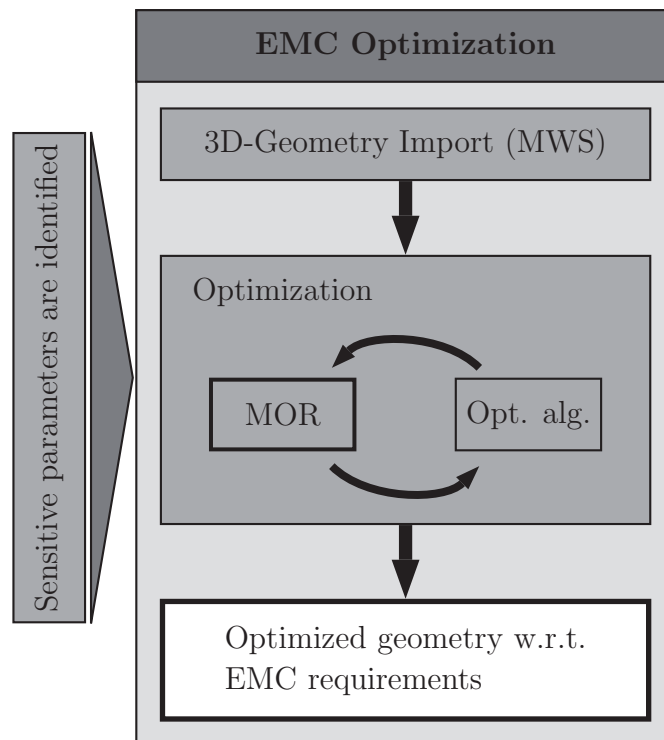 EMC Optimization
3D-Geometry Import (MWS)
Sensitive parameters are identified
Optimization
MOR
Opt. alg.
Optimized geometry w.r.t.
EMC requirements